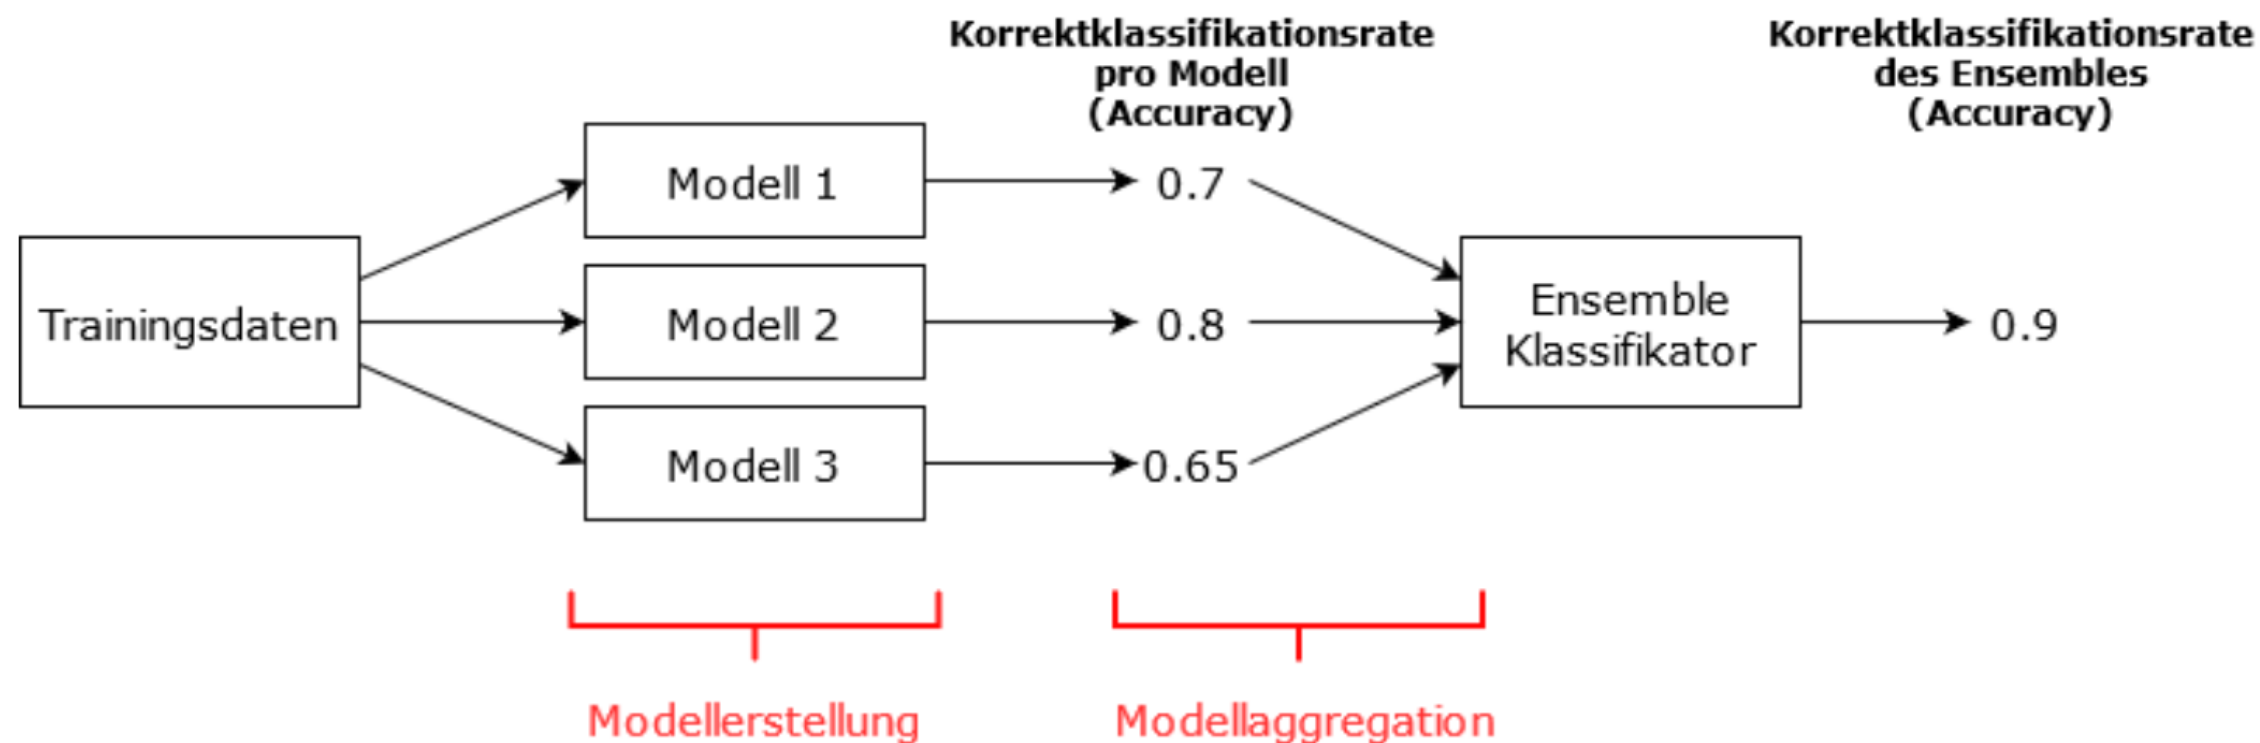 Korrektklassifikationsrate
pro Modell
(Accuracy)
Korrektklassifikationsrate
des Ensembles
(Accuracy)
Trainingsdaten
Modell 1
0.7
Modell 2
0.8
Modell 3
0.65
Ensemble
Klassifikator
0.9
Modellerstellung
Modellaggregation